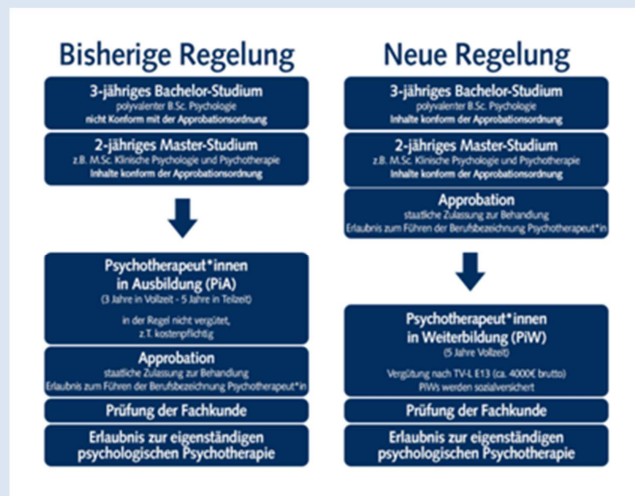 Bisherige Regelung
3-jähriges Bachelor-Studium
polyvalenter B.Sc. Psychologie
nicht Konform mit der Approbationsordnung
2-jähriges Master-Studium
z.B. M.Sc. Klinische Psychologie und Psychotherapie
Inhalte konform der Approbationsordnung
Psychotherapeut*innen
in Ausbildung (PiA)
(3 Jahre in Vollzeit - 5 Jahre in Teilzeit)
in der Regel nicht vergütet,
z.T. kostenpflichtig
Approbation
staatliche Zulassung zur Behandlung
Erlaubnis zum Führen der Berufsbezeichnung Psychotherapeut*in
Prüfung der Fachkunde
Erlaubnis zur eigenständigen
psychologischen Psychotherapie
Neue Regelung
3-jähriges Bachelor-Studium
polyvalenter B.Sc. Psychologie
Inhalte konform der Approbationsordnung
2-jähriges Master-Studium
z.B. M.Sc. Klinische Psychologie und Psychotherapie
Inhalte konform der Approbationsordnung
Approbation
staatliche Zulassung zur Behandlung
Erlaubnis zum Führen der Berufsbezeichnung Psychotherapeut*in
Psychotherapeut*innen
in Weiterbildung (PiW)
(5 Jahre Vollzeit)
Vergütung nach TV-L E13 (ca. 4000€ brutto)
PiWs werden sozialversichert
Prüfung der Fachkunde
Erlaubnis zur eigenständigen
psychologischen Psychotherapie